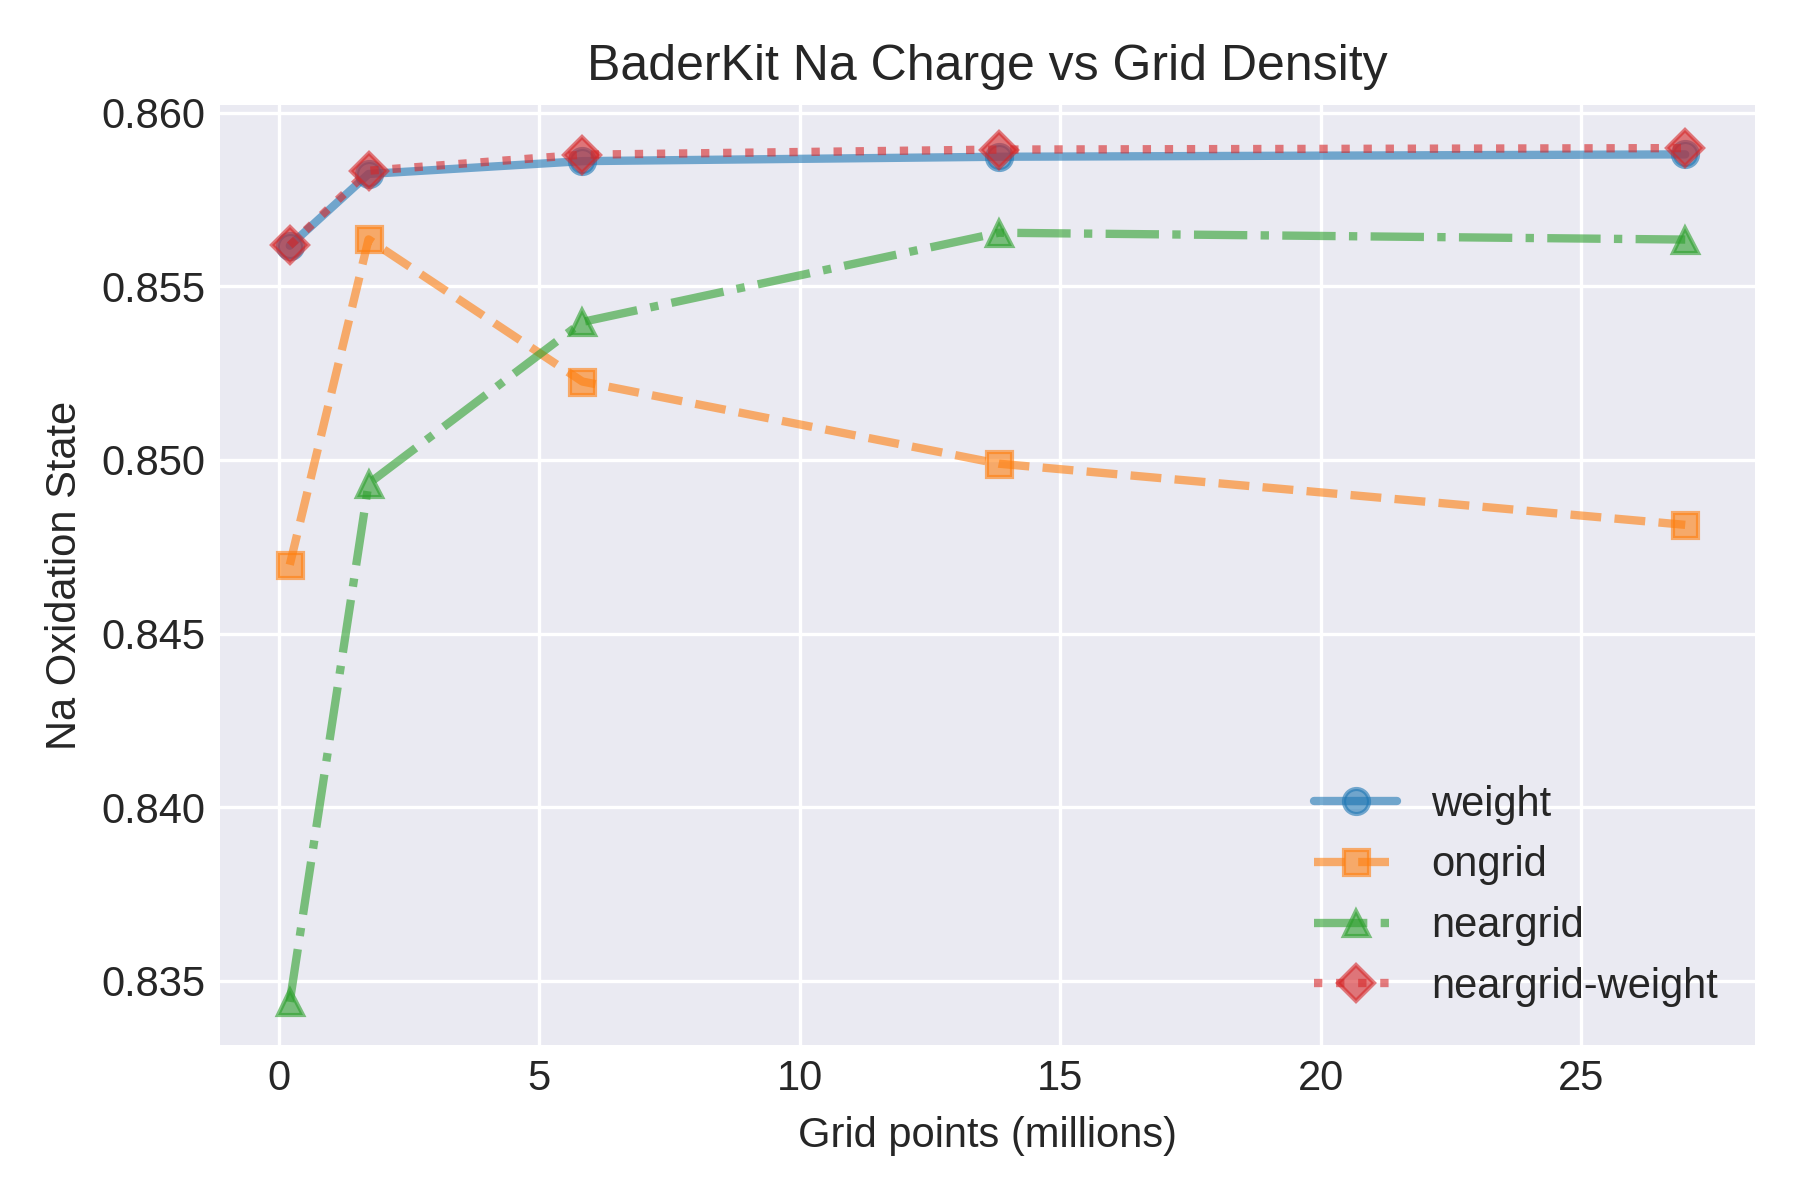 BaderKit Na Charge vs Grid Density
0.860
0.855
0.850
0.845
0.840
0.835
Na Oxidation State
weight
ongrid
neargrid
neargrid-weight
0 5 10 15 20 25
Grid points (millions)